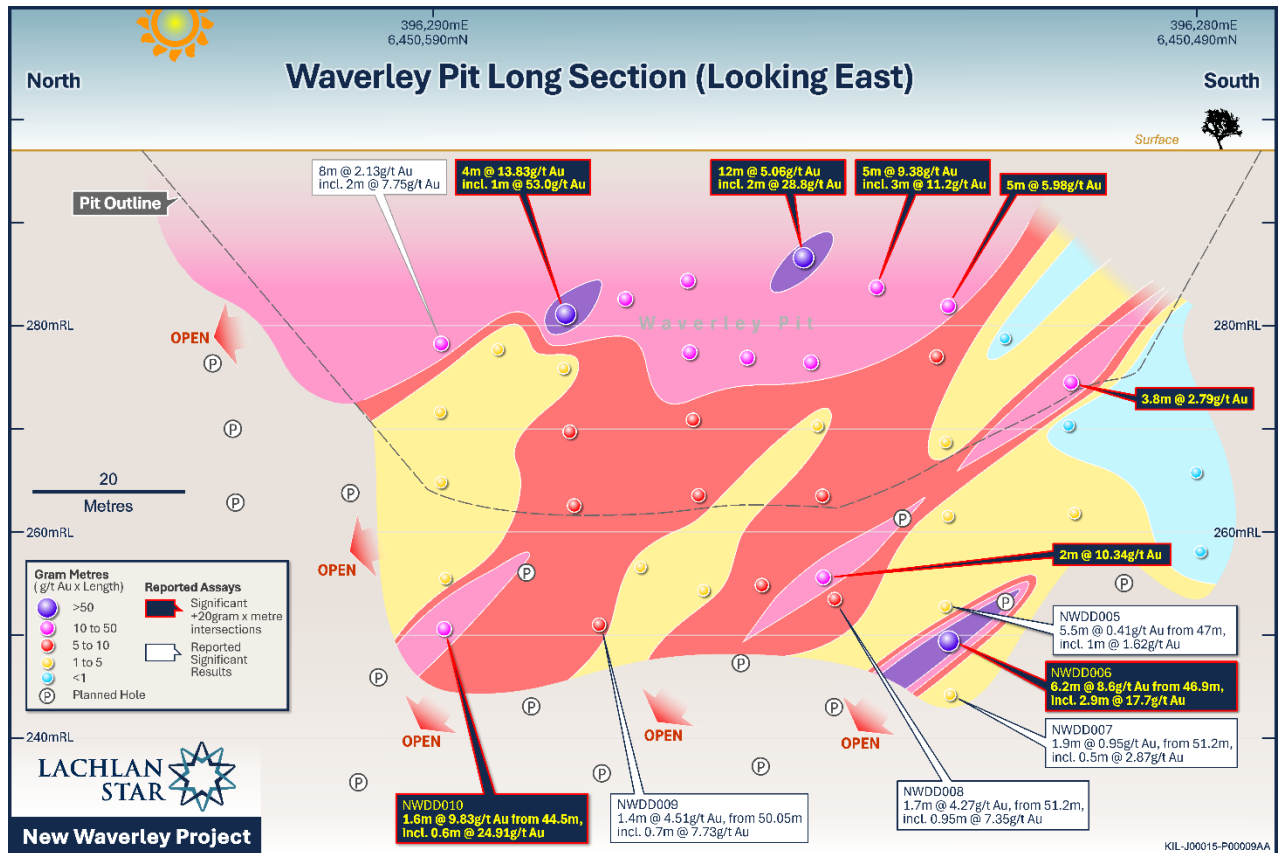 396,290mE
6,450,590mN
396,280mE
6,450,490mN
North
Waverley Pit Long Section (Looking East)
South
Surface
8m @ 2.13g/t Au
incl. 2m @ 7.75g/t Au
4m @ 13.83g/t Au
incl. 1m @ 53.0g/t Au
12m @ 5.06g/t Au
incl. 2m @ 28.8g/t Au
5m @ 9.38g/t Au
incl. 3m @ 11.2g/t Au
5m @ 5.98g/t Au
Pit Outline
280mRL
OPEN
P
Waverley Pit
280mRL
3.8m @ 2.79g/t Au
P
20
Metres
P
P
P
260mRL
260mRL
OPEN
2m @ 10.34g/t Au
P
P
P
Gram Metres
(g/t Au x Length)
>50
10 to 50
5 to 10
1 to 5
<1
P
Planned Hole
Reported Assays
Significant
+20gram x metre
intersections
Reported
Significant
Results
NWDD005
5.5m @ 0.41g/t Au from 47m,
incl. 1m @ 1.62g/t Au
NWDD006
6.2m @ 8.6g/t Au from 46.9m,
incl. 2.9m @ 17.7g/t Au
P
P
P
P
NWDD007
1.9m @ 0.95g/t Au, from 51.2m,
incl. 0.5m @ 2.87g/t Au
240mRL
OPEN
OPEN
OPEN
P
P
P
LACHLAN
STAR
New Waverley Project
NWDD010
1.6m @ 9.83g/t Au from 44.5m,
incl. 0.6m @ 24.91g/t Au
NWDD009
1.4m @ 4.51g/t Au, from 50.05m
incl. 0.7m @ 7.73g/t Au
NWDD008
1.7m @ 4.27g/t Au, from 51.2m,
incl. 0.95m @ 7.35g/t Au
KIL-J00015-P00009AA